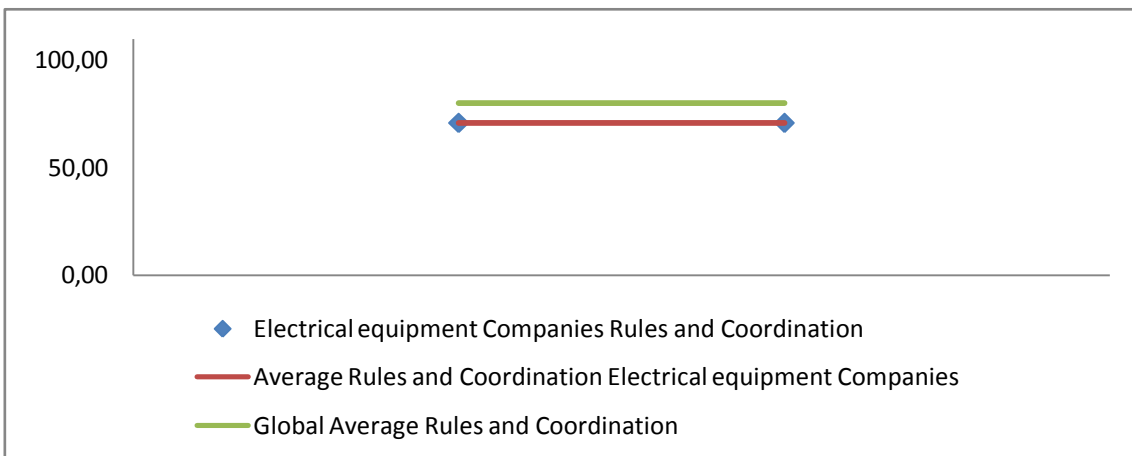 100,00
50,00
0,00
Electrical equipment Companies Rules and Coordination
Average Rules and Coordination Electrical equipment Companies
Global Average Rules and Coordination